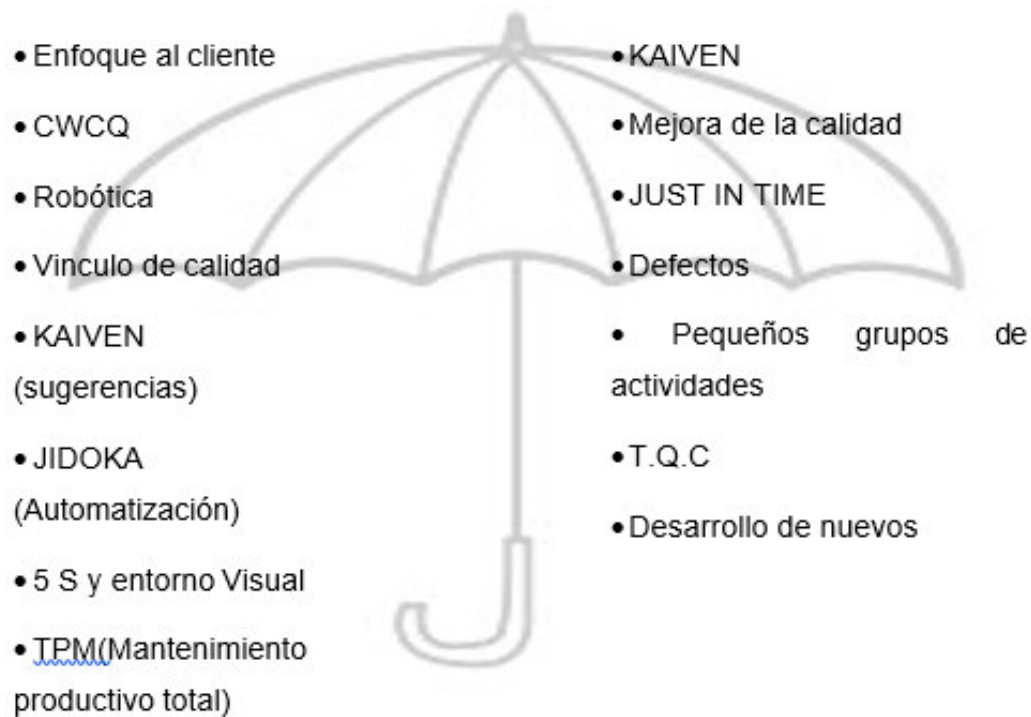 • Enfoque al cliente
• CWCQ
• Robótica
• Vinculo de calidad
• KAIVEN
(sugerencias)
• JIDOKA
(Automatización)
• 5 S y entorno Visual
• TPM(Mantenimiento
productivo total)
• KAIVEN
• Mejora de la calidad
• JUST IN TIME
• Defectos
• Pequeños grupos de
actividades
• T.Q.C
• Desarrollo de nuevos